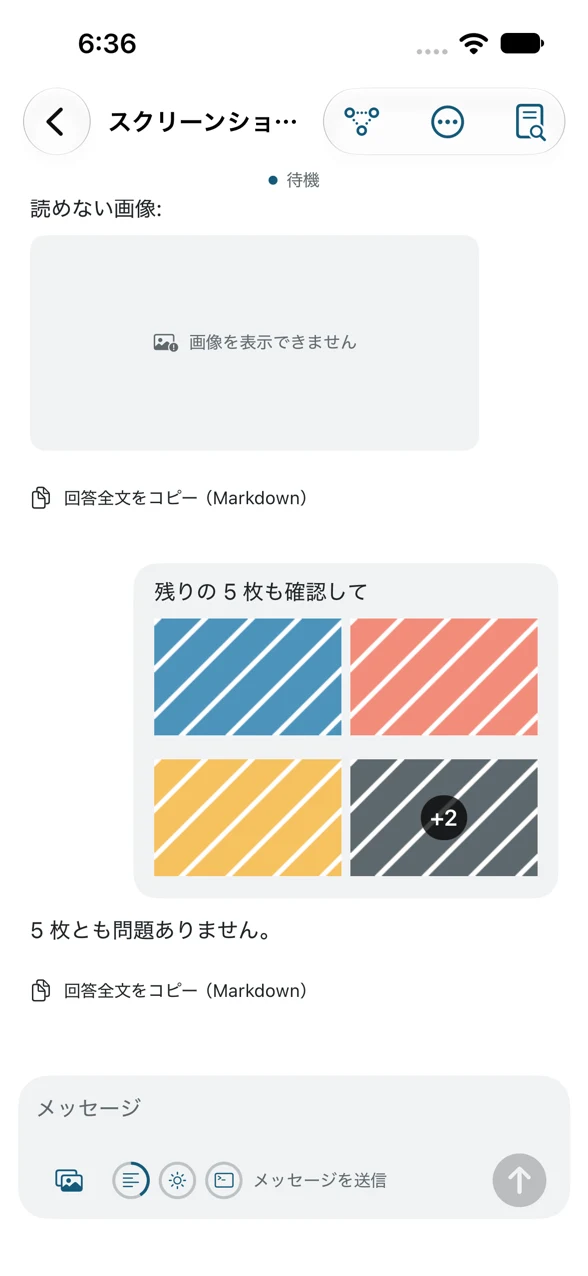 6:36
スクリーンショ…
待機
読めない画像:
画像を表示できません
回答全文をコピー（Markdown）
残りの 5 枚も確認して
+2
5 枚とも問題ありません。
回答全文をコピー（Markdown）
メッセージ
メッセージを送信